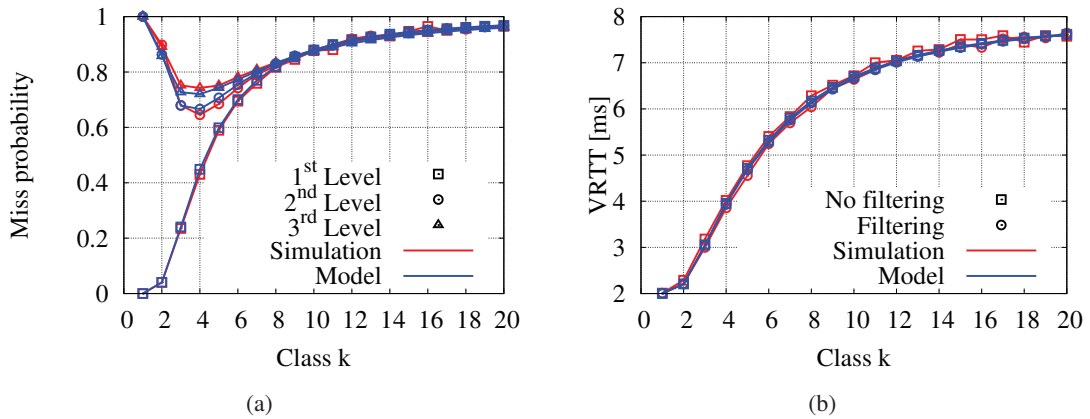 Miss probability
1
0.8
0.6
0.4
0.2
0
1st Level
2nd Level
3rd Level
Simulation
Model
0 2 4 6 8 10 12 14 16 18 20
Class k
(a)
VRTT [ms]
8
7
6
5
4
3
2
No filtering
Filtering
Simulation
Model
0 2 4 6 8 10 12 14 16 18 20
Class k
(b)